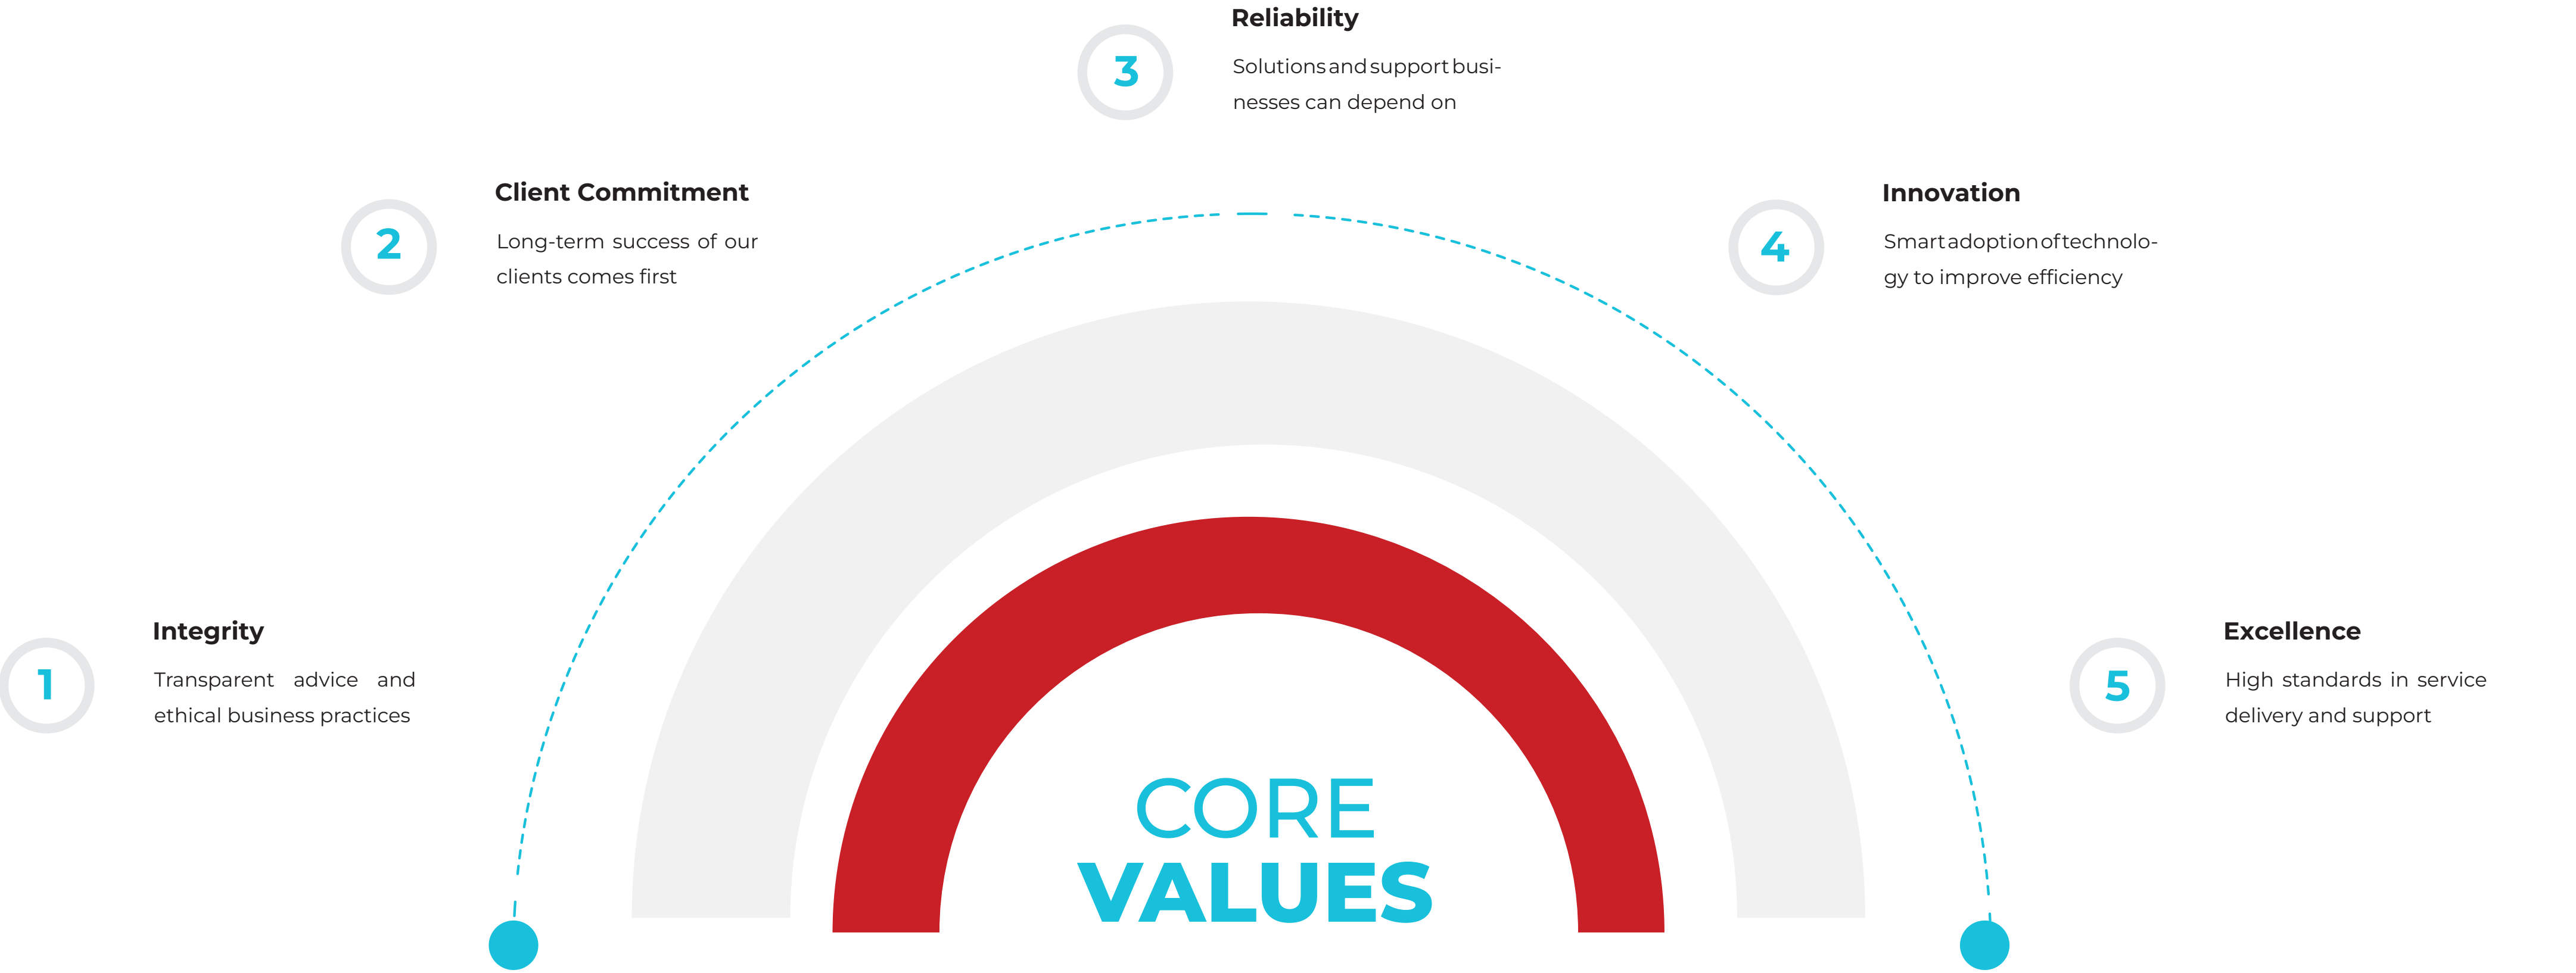 1
Integrity
Transparent advice and
ethical business practices
2
Client Commitment
Long-term success of our
clients comes first
3
Reliability
Solutions and support busi-
nesses can depend on
4
Innovation
Smart adoption of technolo-
gy to improve efficiency
5
Excellence
High standards in service
delivery and support
CORE
VALUES